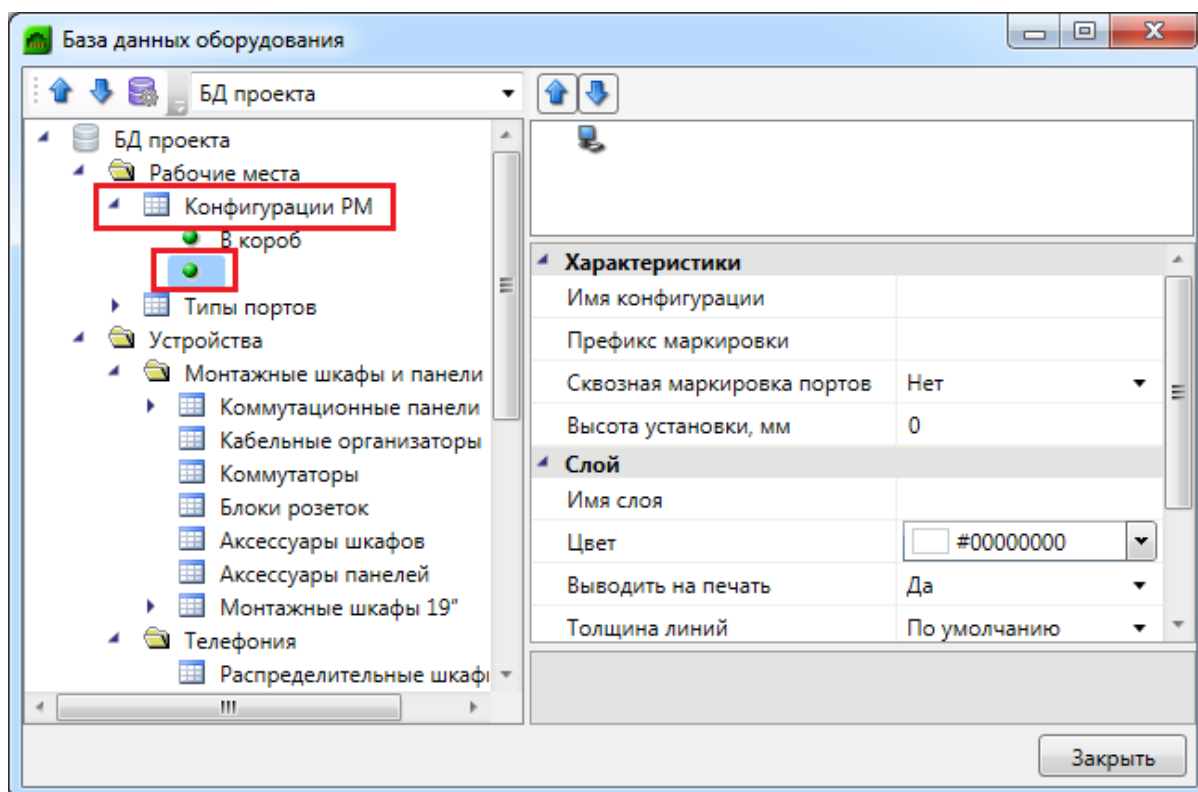 База данных оборудования
БД проекта
БД проекта
Рабочие места
Конфигурации РМ
В короб
Типы портов
Устройства
Монтажные шкафы и панели
Коммутационные панели
Кабельные организаторы
Коммутаторы
Блоки розеток
Аксессуары шкафов
Аксессуары панелей
Монтажные шкафы 19"
Телефония
Распределительные шкафы
Характеристики
Имя конфигурации
Префикс маркировки
Сквозная маркировка портов Нет
Высота установки, мм 0
Слой
Имя слоя
Цвет #00000000
Выводить на печать Да
Толщина линий По умолчанию
Закрыть